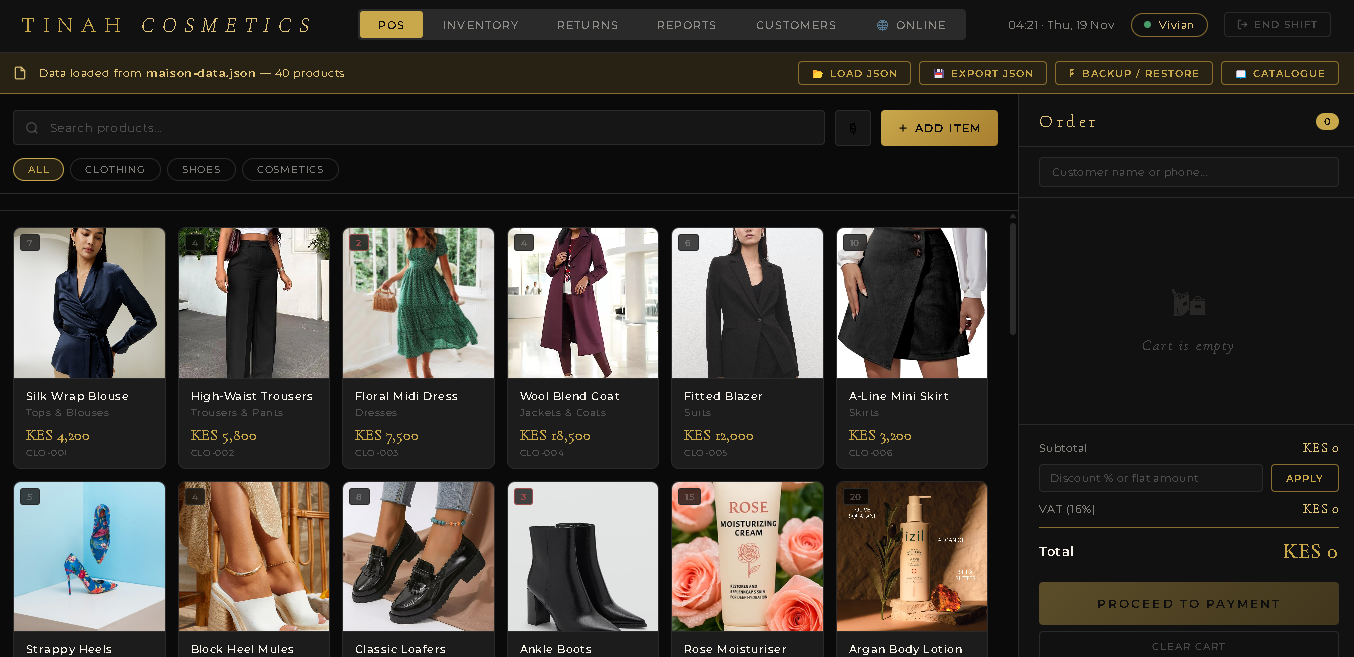 TINAH COSMETICS
POS
INVENTORY
RETURNS
REPORTS
CUSTOMERS
ONLINE
04:21 · Thu, 19 Nov
Vivian
END SHIFT
Data loaded from maison-data.json — 40 products
LOAD JSON
EXPORT JSON
BACKUP / RESTORE
CATALOGUE
Search products...
+ ADD ITEM
ALL
CLOTHING
SHOES
COSMETICS
Order
0
Customer name or phone...
Cart is empty
Subtotal
KES 0
Discount % or flat amount
APPLY
VAT (16%)
KES 0
Total
KES 0
PROCEED TO PAYMENT
CLEAR CART
7
Silk Wrap Blouse
Tops & Blouses
KES 4,200
CLO-001
4
High-Waist Trousers
Trousers & Pants
KES 5,800
CLO-002
2
Floral Midi Dress
Dresses
KES 7,500
CLO-003
4
Wool Blend Coat
Jackets & Coats
KES 18,500
CLO-004
6
Fitted Blazer
Suits
KES 12,000
CLO-005
10
A-Line Mini Skirt
Skirts
KES 3,200
CLO-006
5
Strappy Heels
4
Block Heel Mules
8
Classic Loafers
3
Ankle Boots
15
ROSE
MOISTURIZING
CREAM
Rose Moisturiser
20
izil
Argan Body Lotion